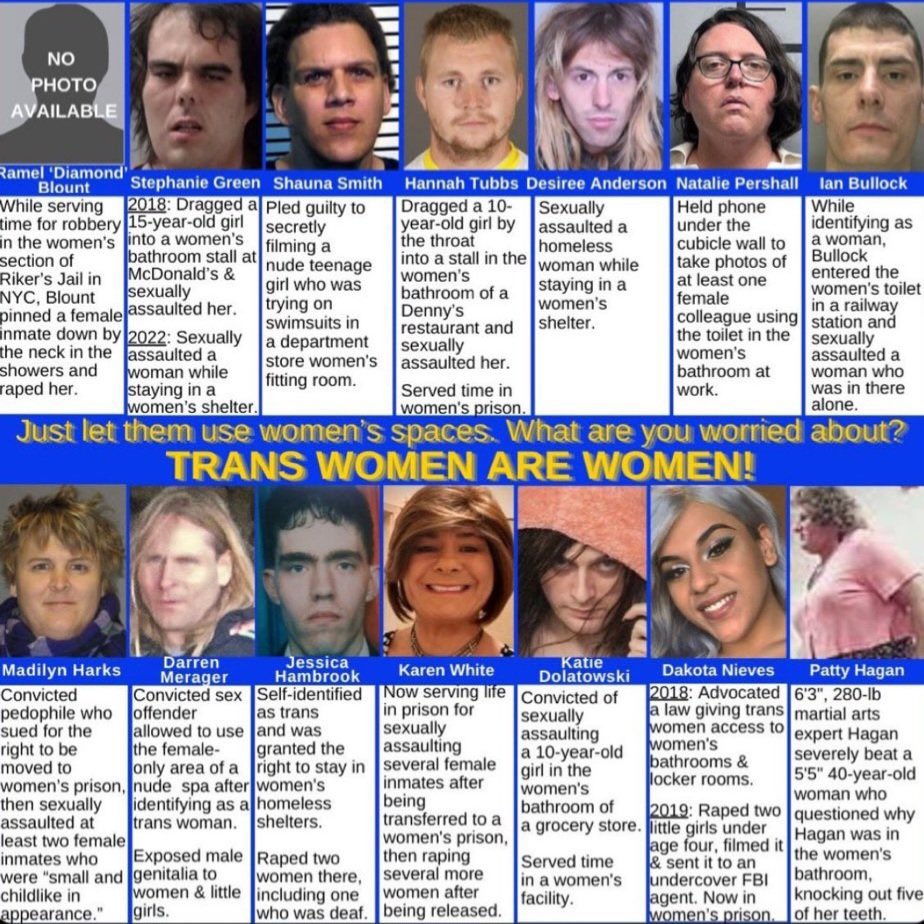 NO
PHOTO
AVAILABLE
Ramel 'Diamond'
Blount
While serving
time for robbery
in the women's
section of
Riker's Jail in
NYC, Blount
pinned a female
inmate down by
the neck in the
showers and
raped her.
Stephanie Green
2018: Dragged a
15-year-old girl
into a women's
bathroom stall at
McDonald's &
sexually
assaulted her.
2022: Sexually
assaulted a
woman while
staying in a
women's shelter.
Shauna Smith
Pled guilty to
secretly
filming a
nude teenage
girl who was
trying on
swimsuits in
a department
store women's
fitting room.
Hannah Tubbs
Dragged a 10-
year-old girl by
the throat
into a stall in the
women's
bathroom of a
Denny's
restaurant and
sexually
assaulted her.
Served time in
women's prison.
Desiree Anderson
Sexually
assaulted a
homeless
woman while
staying in a
women's
shelter.
Natalie Pershall
Held phone
under the
cubicle wall to
take photos of
at least one
female
colleague using
the toilet in the
women's
bathroom at
work.
Ian Bullock
While
identifying as
a woman,
Bullock
entered the
women's toilet
in a railway
station and
sexually
assaulted a
woman who
was in there
alone.
Just let them use women's spaces. What are you worried about?
TRANS WOMEN ARE WOMEN!
Madilyn Harks
Convicted
pedophile who
sued for the
right to be
moved to
women's prison,
then sexually
assaulted at
least two female
inmates who
were "small and
childlike in
appearance."
Darren
Merager
Convicted sex
offender
allowed to use
the female-
only area of a
nude spa after
identifying as a
trans woman.
Exposed male
genitalia to
women & little
girls.
Jessica
Hambrook
Self-identified
as trans
and was
granted the
right to stay in
women's
homeless
shelters.
Raped two
women there,
including one
who was deaf.
Karen White
Now serving life
in prison for
sexually
assaulting
several female
inmates after
being
transferred to a
women's prison,
then raping
several more
women after
being released.
Katie
Dolatowski
Convicted of
sexually
assaulting
a 10-year-old
girl in the
women's
bathroom of
a grocery store.
Served time
in a women's
facility.
Dakota Nieves
2018: Advocated
a law giving trans
women access to
women's
bathrooms &
locker rooms.
2019: Raped two
little girls under
age four, filmed it
& sent it to an
undercover FBI
agent. Now in
women's prison.
Patty Hagan
6'3", 280-lb
martial arts
expert Hagan
severely beat a
5'5" 40-year-old
woman who
questioned why
Hagan was in
the women's
bathroom,
knocking out five
of her teeth.